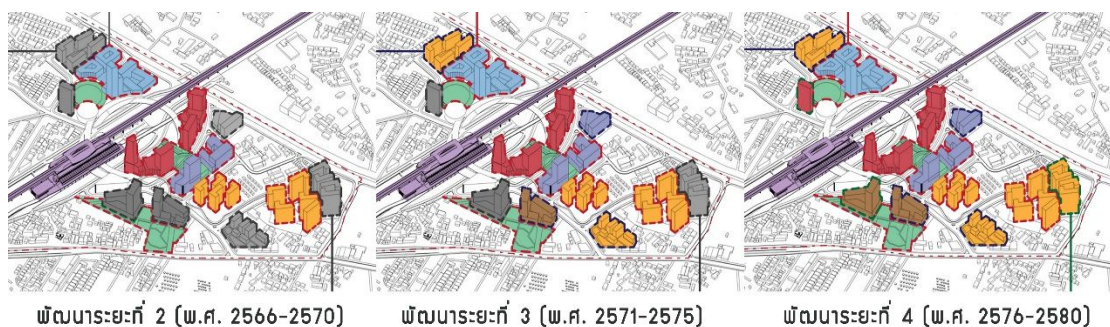 พัฒนาระยะที่ 2 (พ.ศ. 2566-2570)
พัฒนาระยะที่ 3 (พ.ศ. 2571-2575)
พัฒนาระยะที่ 4 (พ.ศ. 2576-2580)